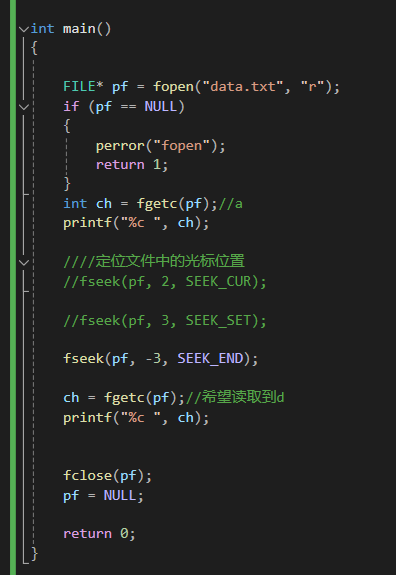 int main()
{
FILE* pf = fopen("data.txt", "r");
if (pf == NULL)
{
perror("fopen");
return 1;
}
int ch = fgetc(pf);//a
printf("%c ", ch);
////定位文件中的光标位置
//fseek(pf, 2, SEEK_CUR);
//fseek(pf, 3, SEEK_SET);
fseek(pf, -3, SEEK_END);
ch = fgetc(pf);//希望读取到d
printf("%c ", ch);
fclose(pf);
pf = NULL;
return 0;
}